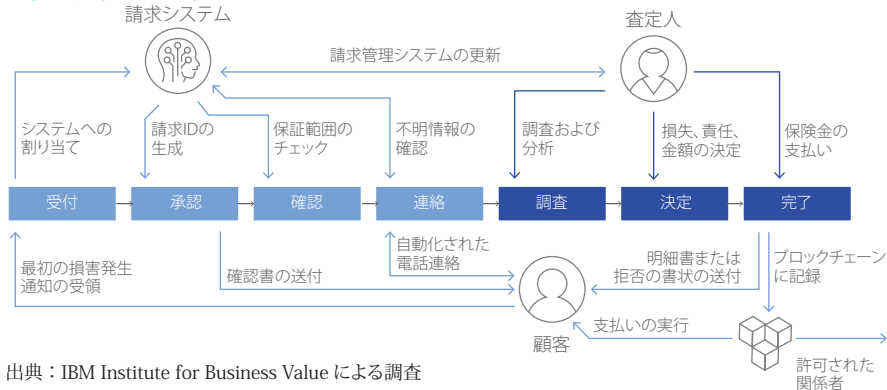 請求システム
査定人
請求管理システムの更新
システムへの
割り当て
請求IDの
生成
保証範囲の
チェック
不明情報の
確認
調査および
分析
損失、責任、
金額の決定
保険金の
支払い
受付
承認
確認
連絡
調査
決定
完了
最初の損害発生
通知の受領
確認書の送付
自動化された
電話連絡
明細書または
拒否の書状の送付
ブロックチェーン
に記録
顧客
支払いの実行
許可された
関係者
出典：IBM Institute for Business Value による調査